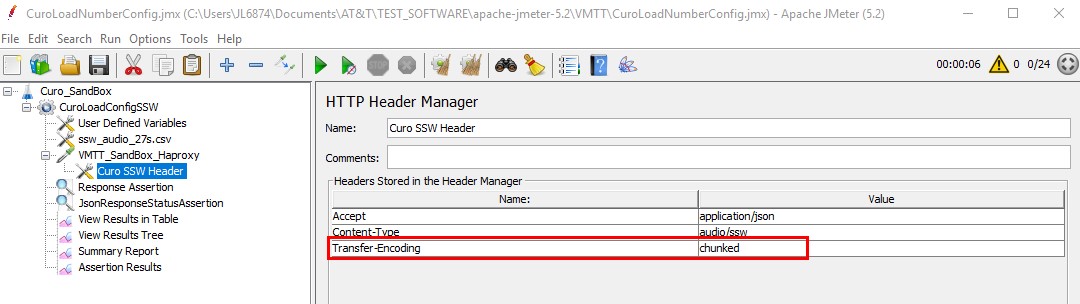 CuroLoadNumberConfig.jmx (C:\Users\JL6874\Documents\AT&T\TEST_SOFTWARE\apache-jmeter-5.2\VMTT\CuroLoadNumberConfig.jmx) - Apache JMeter (5.2)
File Edit Search Run Options Tools Help
STOP 00:00:06 0 0/24
Curo_SandBox
CuroLoadConfigSSW
User Defined Variables
ssw_audio_27s.csv
VMTT_SandBox_Haproxy
Curo SSW Header
Response Assertion
JsonResponseStatusAssertion
View Results in Table
View Results Tree
Summary Report
Assertion Results
HTTP Header Manager
Name: Curo SSW Header
Comments:
Headers Stored in the Header Manager
Name: Value
Accept application/json
Content-Type audio/ssw
Transfer-Encoding chunked